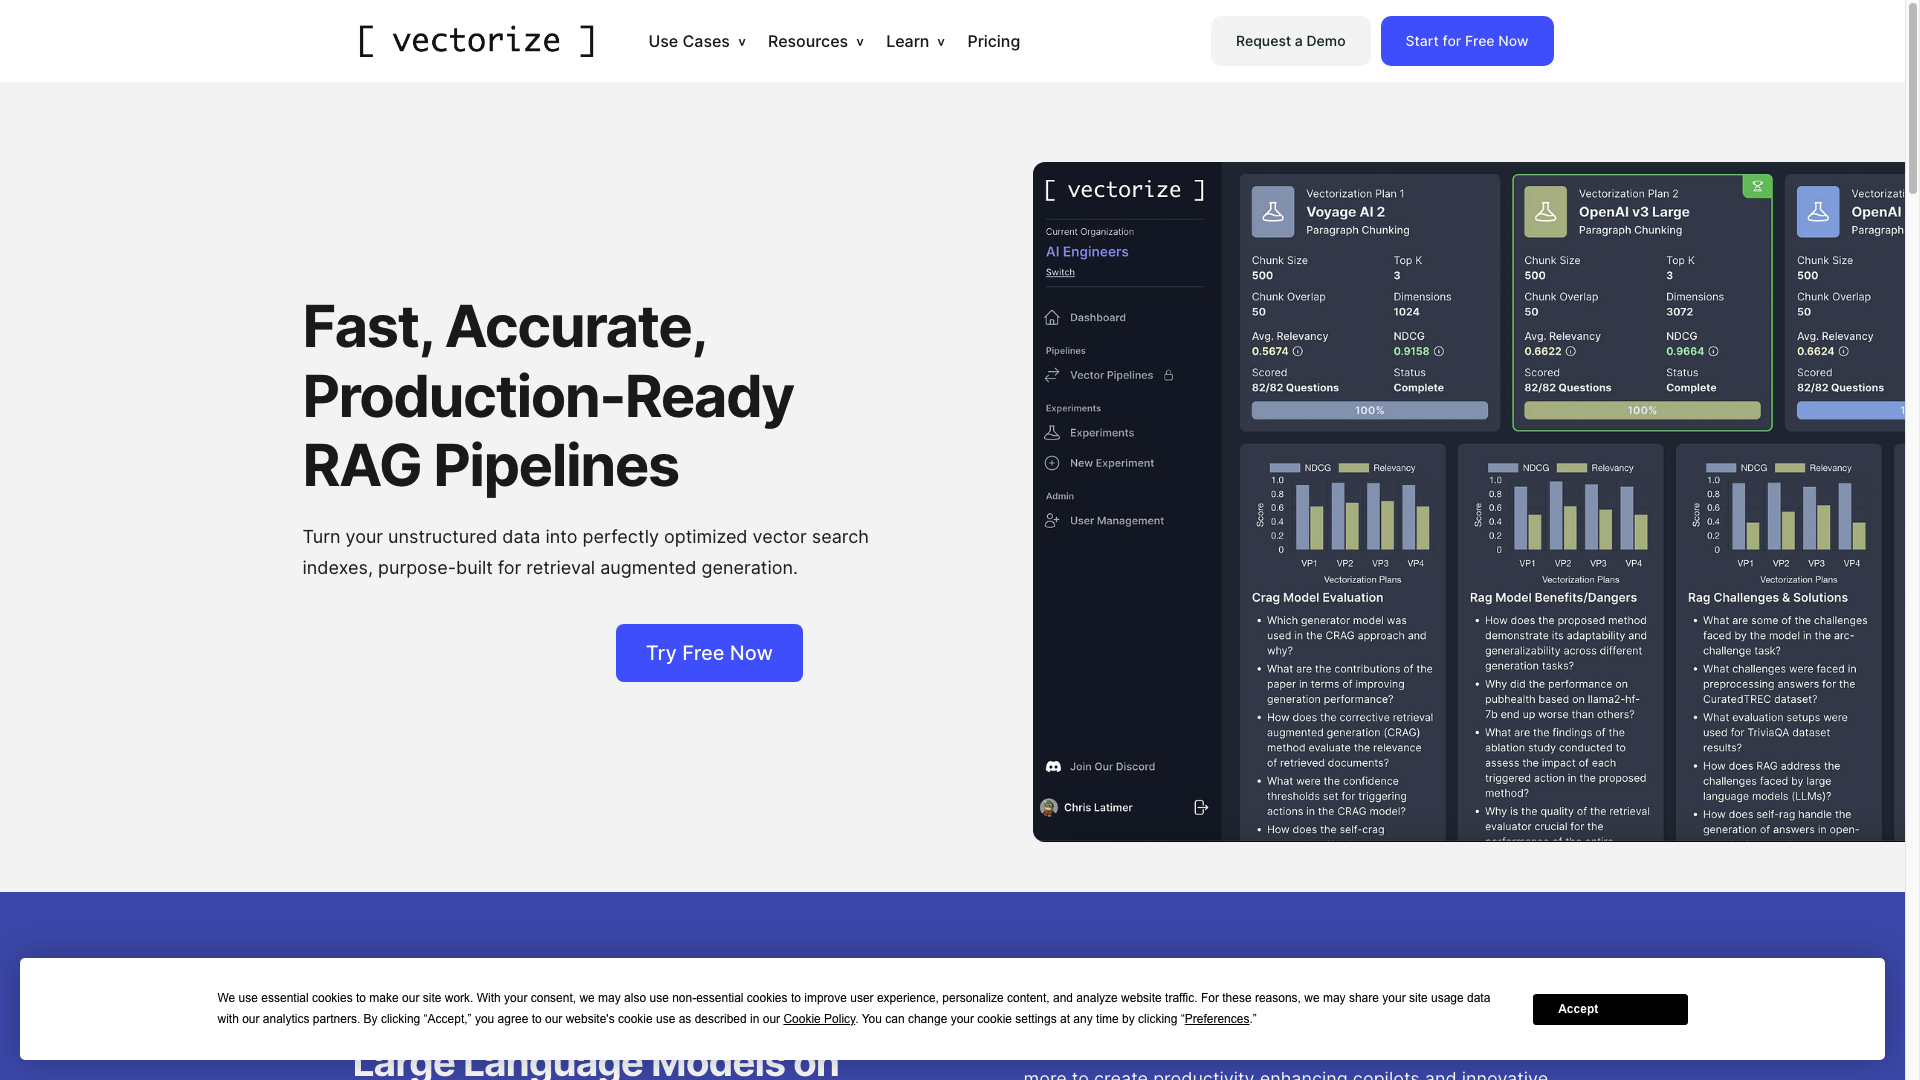 [ vectorize ]
Use Cases v
Resources v
Learn v
Pricing
Request a Demo
Start for Free Now
Fast, Accurate,
Production-Ready
RAG Pipelines
Turn your unstructured data into perfectly optimized vector search
indexes, purpose-built for retrieval augmented generation.
Try Free Now
[ vectorize ]
Current Organization
AI Engineers
Switch
Dashboard
Pipelines
Vector Pipelines
Experiments
Experiments
New Experiment
Admin
User Management
Join Our Discord
Chris Latimer
Vectorization Plan 1
Voyage AI 2
Paragraph Chunking
Chunk Size Top K
500 3
Chunk Overlap Dimensions
50 1024
Avg. Relevancy NDCG
0.5674 0.9158
Scored Status
82/82 Questions Complete
100%
Vectorization Plan 2
OpenAI v3 Large
Paragraph Chunking
Chunk Size Top K
500 3
Chunk Overlap Dimensions
50 3072
Avg. Relevancy NDCG
0.6622 0.9664
Scored Status
82/82 Questions Complete
100%
Vectorizati
OpenAI
Paragraph
Chunk Size
500
Chunk Overlap
50
Avg. Relevancy
0.6624
Scored
82/82 Questions
NDCG Relevancy
Score
1.0
0.8
0.6
0.4
0.2
0
VP1 VP2 VP3 VP4
Vectorization Plans
Crag Model Evaluation
• Which generator model was
used in the CRAG approach and
why?
• What are the contributions of the
paper in terms of improving
generation performance?
• How does the corrective retrieval
augmented generation (CRAG)
method evaluate the relevance
of retrieved documents?
• What were the confidence
thresholds set for triggering
actions in the CRAG model?
• How does the self-crag
NDCG Relevancy
Score
1.0
0.8
0.6
0.4
0.2
0
VP1 VP2 VP3 VP4
Vectorization Plans
Rag Model Benefits/Dangers
• How does the proposed method
demonstrate its adaptability and
generalizability across different
generation tasks?
• Why did the performance on
pubhealth based on llama2-hf-
7b end up worse than others?
• What are the findings of the
ablation study conducted to
assess the impact of each
triggered action in the proposed
method?
• Why is the quality of the retrieval
evaluator crucial for the
performance of the entire
NDCG Relevancy
Score
1.0
0.8
0.6
0.4
0.2
0
VP1 VP2 VP3 VP4
Vectorization Plans
Rag Challenges & Solutions
• What are some of the challenges
faced by the model in the arc-
challenge task?
• What challenges were faced in
preprocessing answers for the
CuratedTREC dataset?
• What evaluation setups were
used for TriviaQA dataset
results?
• How does RAG address the
challenges faced by large
language models (LLMs)?
• How does self-rag handle the
generation of answers in open-
We use essential cookies to make our site work. With your consent, we may also use non-essential cookies to improve user experience, personalize content, and analyze website traffic. For these reasons, we may share your site usage data
with our analytics partners. By clicking “Accept,” you agree to our website's cookie use as described in our Cookie Policy. You can change your cookie settings at any time by clicking “Preferences.”
Accept
Large Language Models on
more to create productivity enhancing copilots and innovative